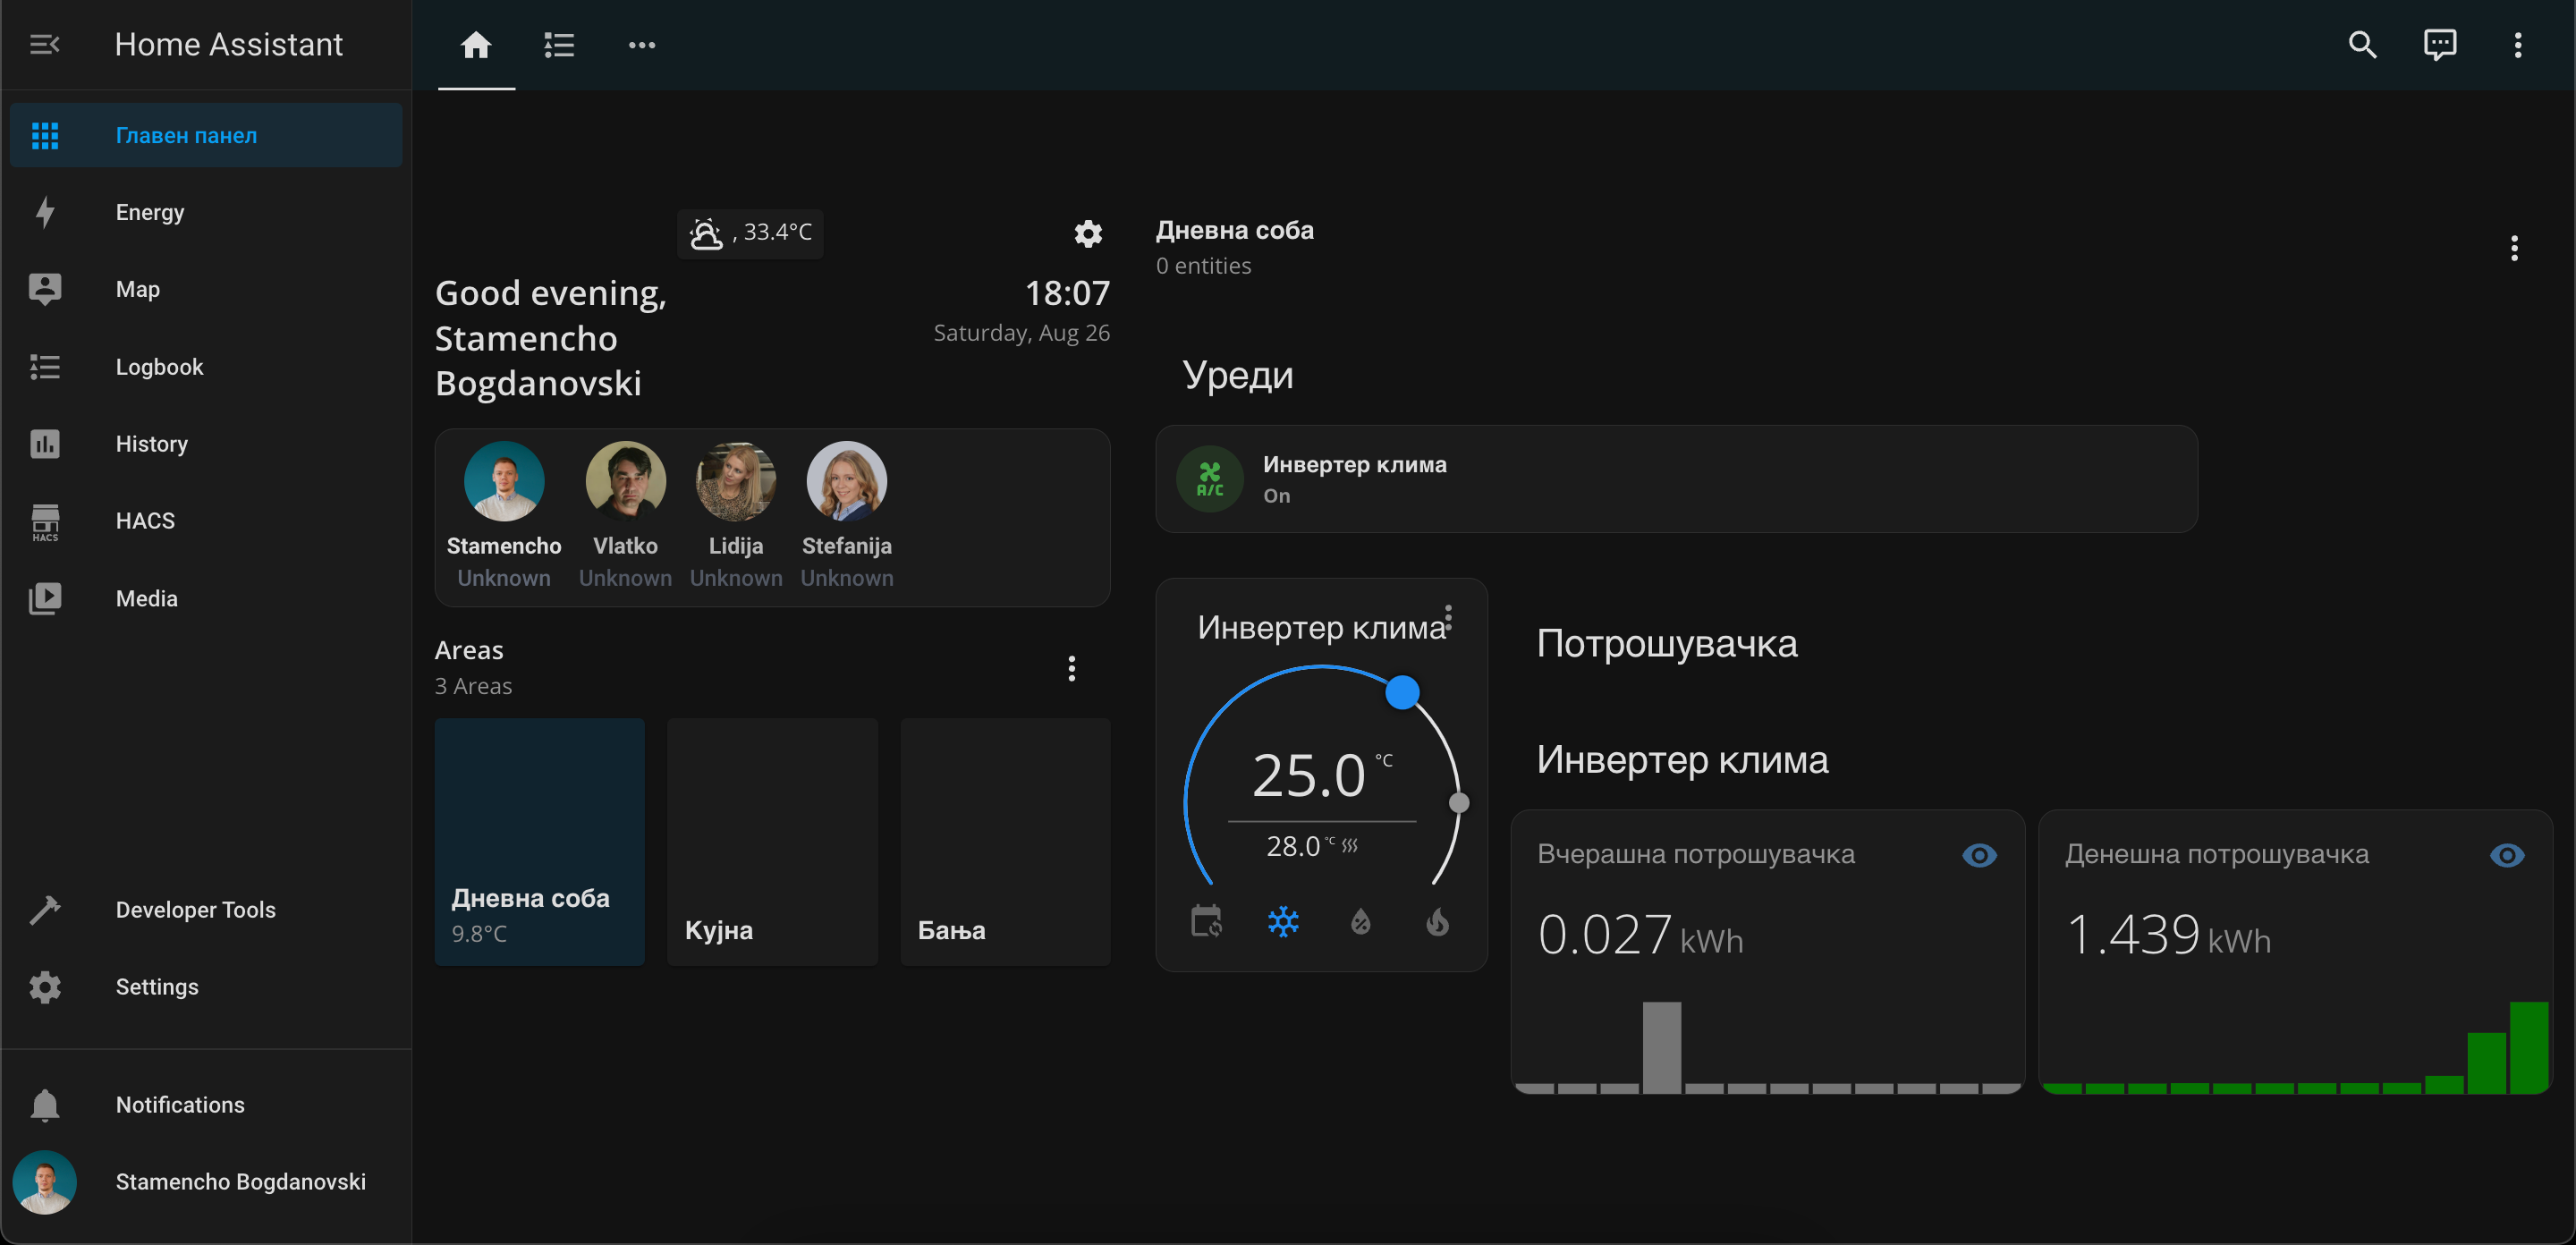 Home Assistant
Главен панел
Energy
Map
Logbook
History
HACS
HACS
Media
Developer Tools
Settings
Notifications
Stamencho Bogdanovski
, 33.4°C
Good evening,
Stamencho
Bogdanovski
18:07
Saturday, Aug 26
Stamencho
Unknown
Vlatko
Unknown
Lidija
Unknown
Stefanija
Unknown
Areas
3 Areas
Дневна соба
9.8°C
Кујна
Бања
Дневна соба
0 entities
Уреди
A/C
Инвертер клима
On
Инвертер клима
25.0 °C
28.0 °C
Потрошувачка
Инвертер клима
Вчерашна потрошувачка
0.027 kWh
Денешна потрошувачка
1.439 kWh